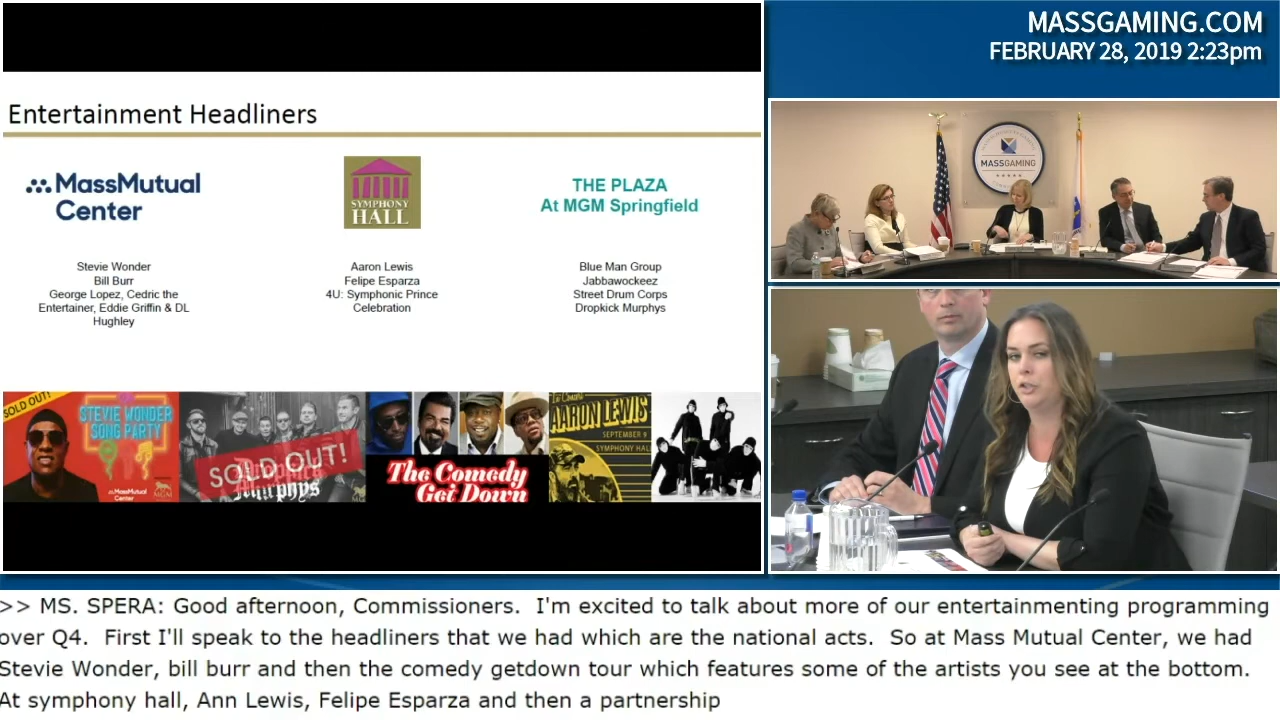 MASSGAMING.COM
FEBRUARY 28, 2019 2:23pm
Entertainment Headliners
MassMutual
Center
SYMPHONY
HALL
THE PLAZA
At MGM Springfield
Stevie Wonder
Bill Burr
George Lopez, Cedric the
Entertainer, Eddie Griffin & DL
Hughley
Aaron Lewis
Felipe Esparza
4U: Symphonic Prince
Celebration
Blue Man Group
Jabbawockeez
Street Drum Corps
Dropkick Murphys
SOLD OUT!
STEVIE WONDER
SONG PARTY
MassMutual
Center
MGM
SOLD OUT!
Murphys
The Comedy
Get Down
AARON LEWIS
SEPTEMBER 9
SYMPHONY HALL
MASSGAMING
>> MS. SPERA: Good afternoon, Commissioners.  I'm excited to talk about more of our entertainmenting programming
over Q4.  First I'll speak to the headliners that we had which are the national acts.  So at Mass Mutual Center, we had
Stevie Wonder, bill burr and then the comedy getdown tour which features some of the artists you see at the bottom.
At symphony hall, Ann Lewis, Felipe Esparza and then a partnership